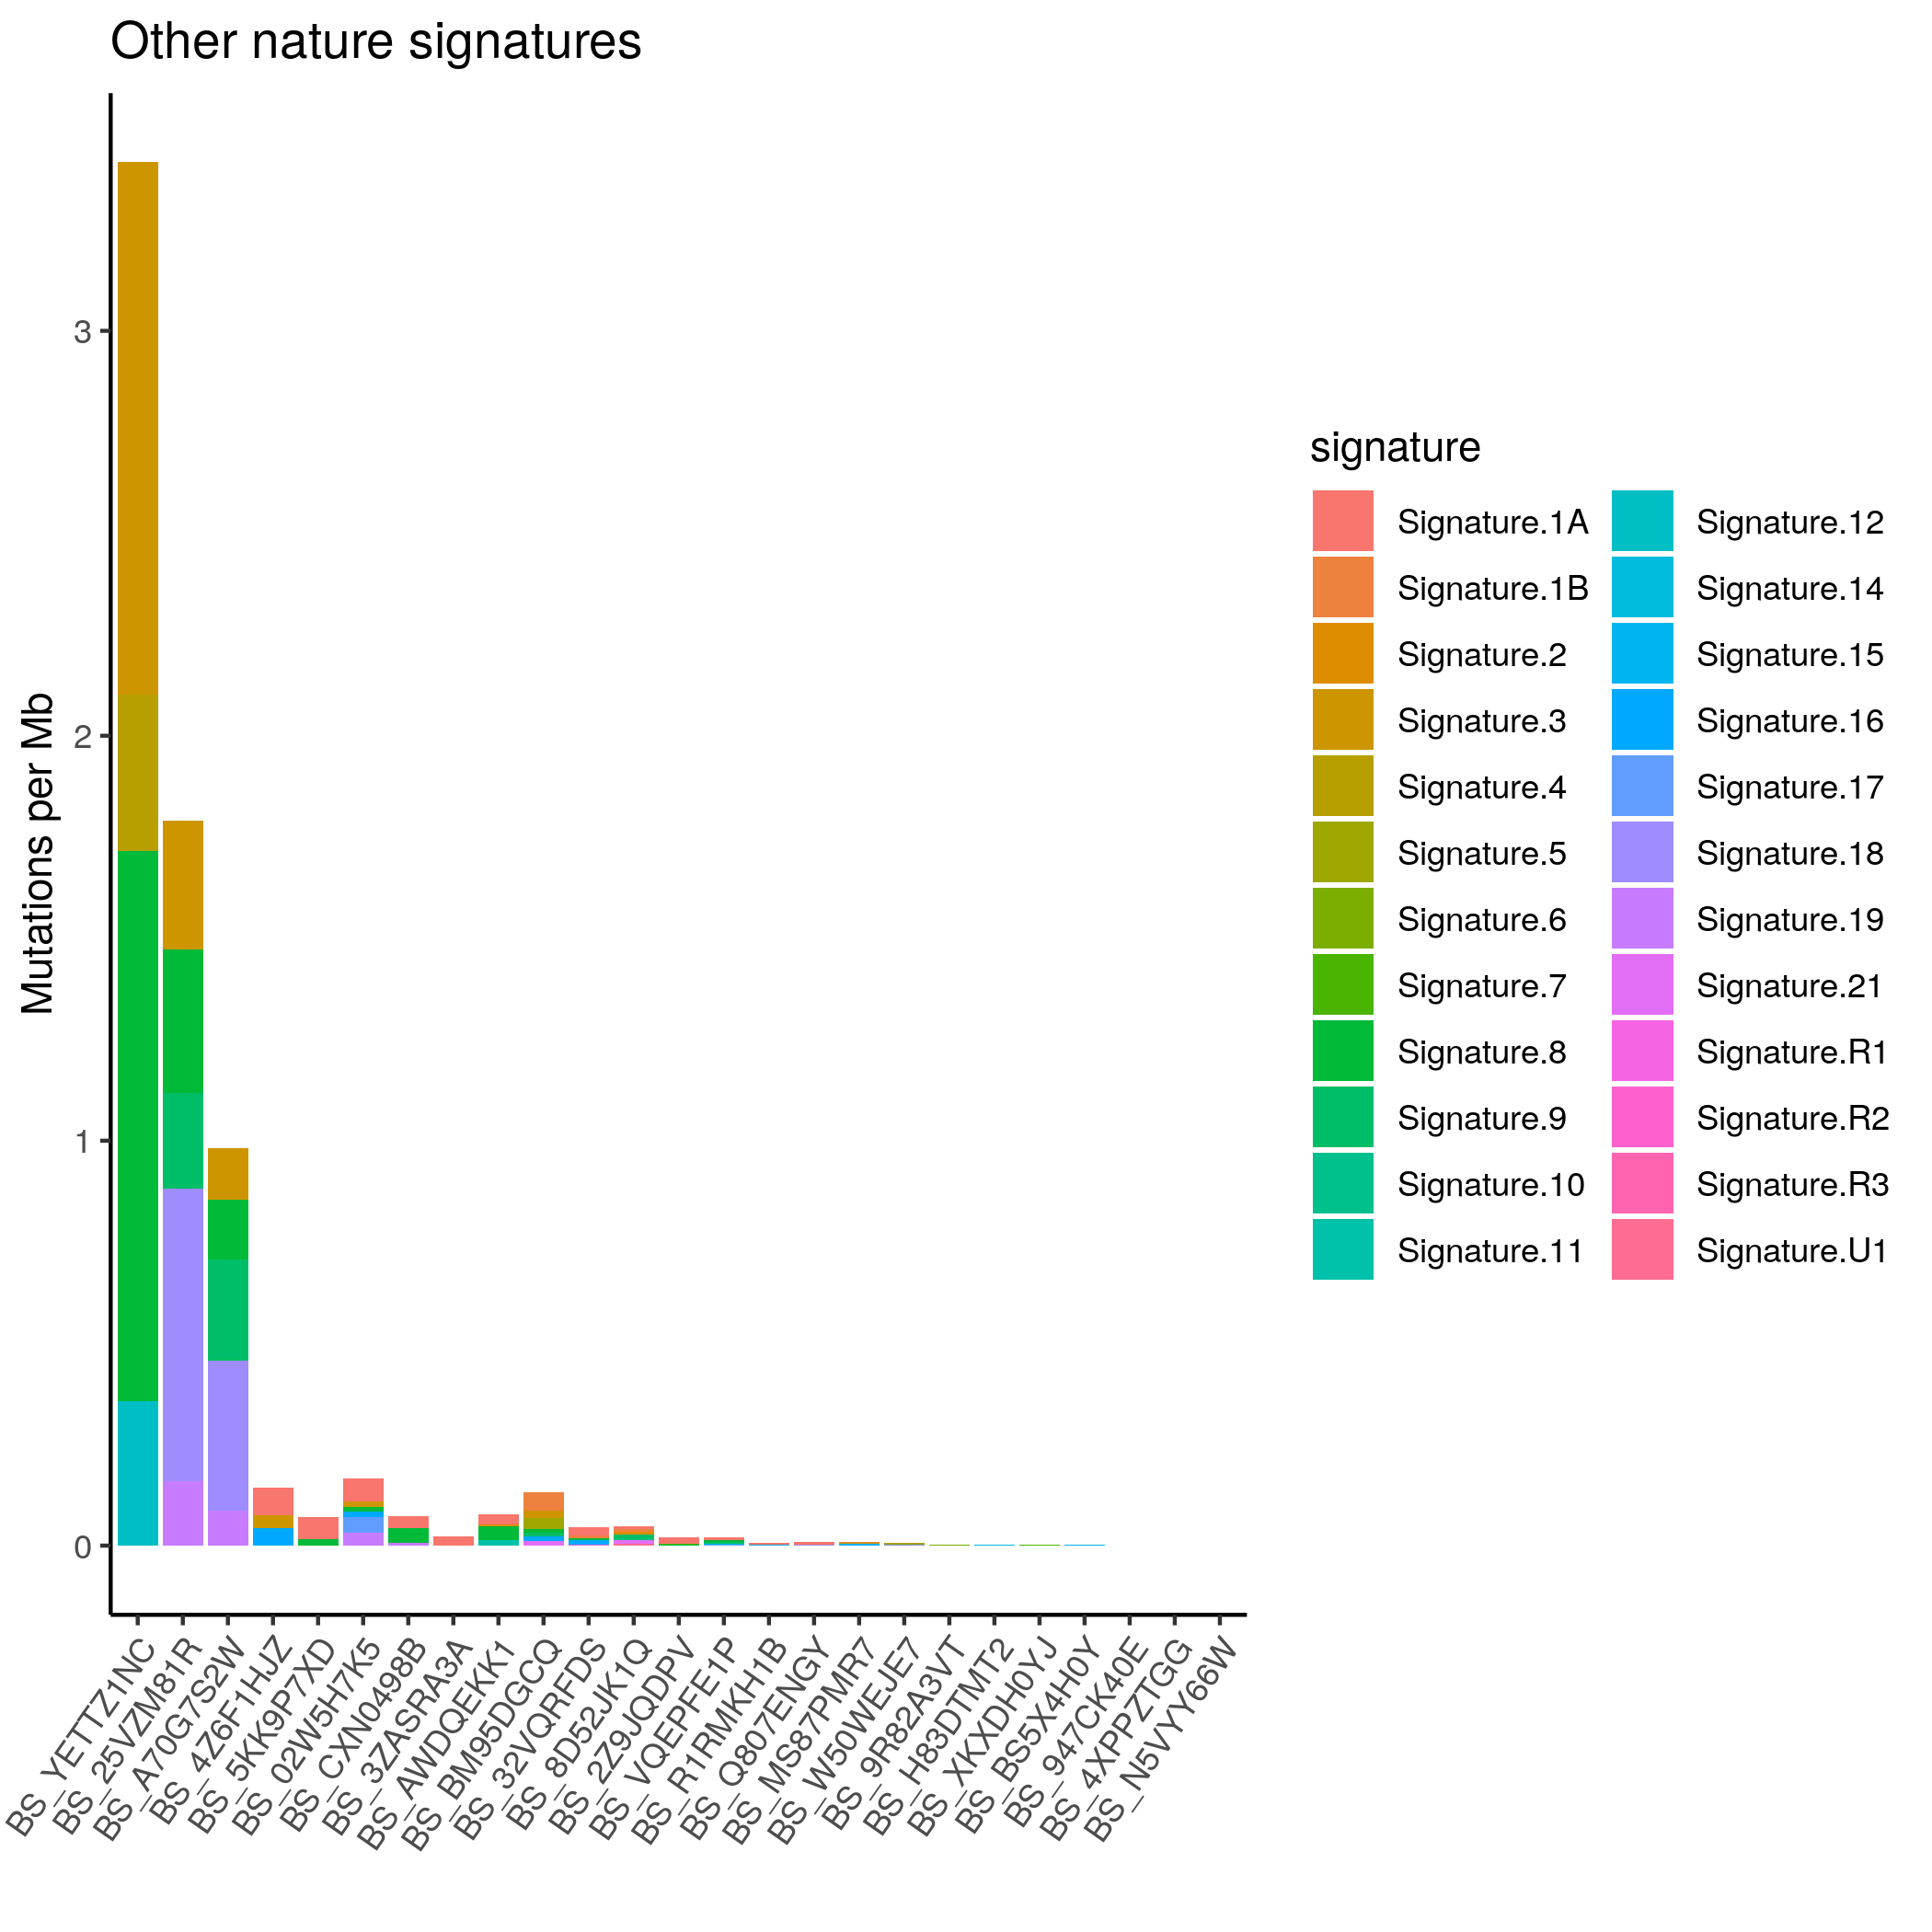 Other nature signatures
Mutations per Mb
3
2
1
0
BS_YETTZ1NC
BS_25VZM81R
BS_A70G7S2W
BS_4Z6F1HJZ
BS_5KK9P7XD
BS_02W5H7K5
BS_CXN0498B
BS_3ZASRA3A
BS_AWDQEKK1
BS_BM95DGCQ
BS_32VQRFDS
BS_8D52JK1Q
BS_2Z9JQDPV
BS_VQEPFE1P
BS_R1RMKH1B
BS_Q807ENGY
BS_MS87PMR7
BS_W50WEJE7
BS_9R82A3VT
BS_H83DTMT2
BS_XKXDH0YJ
BS_BS5X4H0Y
BS_947CK40E
BS_4XPPZTGG
BS_N5VYY66W
signature
Signature.1A
Signature.1B
Signature.2
Signature.3
Signature.4
Signature.5
Signature.6
Signature.7
Signature.8
Signature.9
Signature.10
Signature.11
Signature.12
Signature.14
Signature.15
Signature.16
Signature.17
Signature.18
Signature.19
Signature.21
Signature.R1
Signature.R2
Signature.R3
Signature.U1